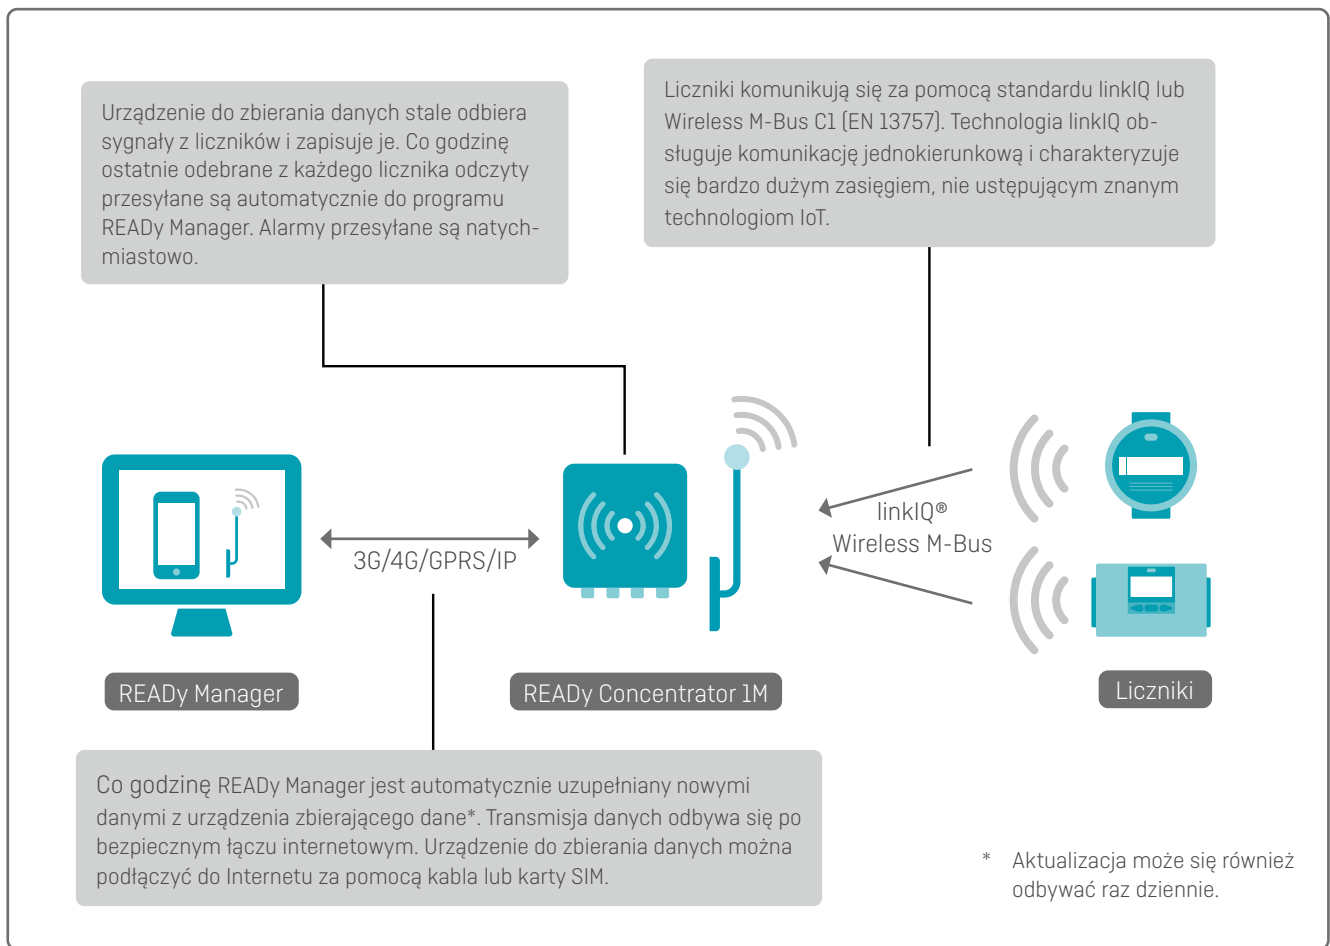 Urządzenie do zbierania danych stale odbiera
sygnały z liczników i zapisuje je. Co godzinę
ostatnie odebrane z każdego licznika odczyty
przesyłane są automatycznie do programu
READy Manager. Alarmy przesyłane są natych-
miastowo.
Liczniki komunikują się za pomocą standardu linkIQ lub
Wireless M-Bus C1 (EN 13757). Technologia linkIQ ob-
sługuje komunikację jednokierunkową i charakteryzuje
się bardzo dużym zasięgiem, nie ustępującym znanym
technologiom IoT.
3G/4G/GPRS/IP
linkIQ®
Wireless M-Bus
READy Manager
READy Concentrator 1M
Liczniki
Co godzinę READy Manager jest automatycznie uzupełniany nowymi
danymi z urządzenia zbierającego dane*. Transmisja danych odbywa się po
bezpiecznym łączu internetowym. Urządzenie do zbierania danych można
podłączyć do Internetu za pomocą kabla lub karty SIM.
* Aktualizacja może się również
odbywać raz dziennie.